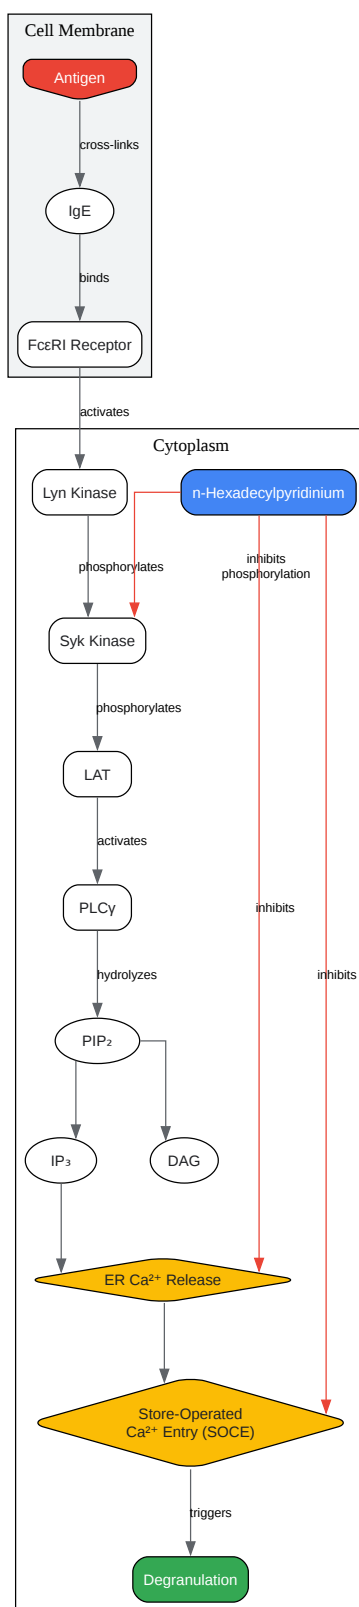 Cell Membrane
Antigen
cross-links
IgE
binds
FcεRI Receptor
activates
Cytoplasm
Lyn Kinase
n-Hexadecylpyridinium
phosphorylates
inhibits
phosphorylation
Syk Kinase
phosphorylates
LAT
activates
PLCγ
inhibits
hydrolyzes
inhibits
PIP₂
IP₃
DAG
ER Ca²⁺ Release
Store-Operated
Ca²⁺ Entry (SOCE)
triggers
Degranulation